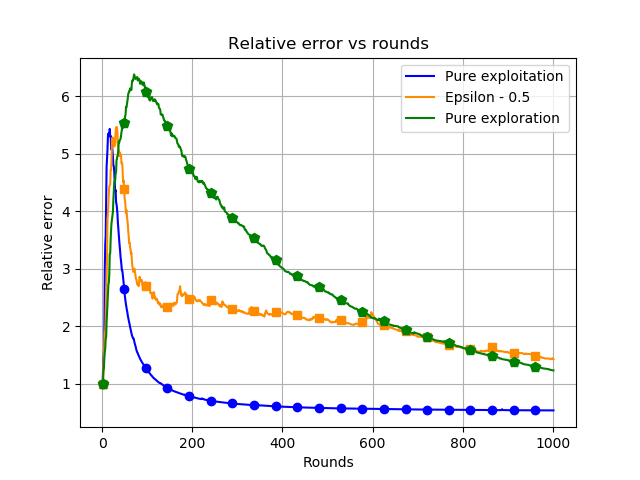 Relative error vs rounds
Pure exploitation
Epsilon - 0.5
Pure exploration
Relative error
6
5
4
3
2
1
0
200
400
600
800
1000
Rounds